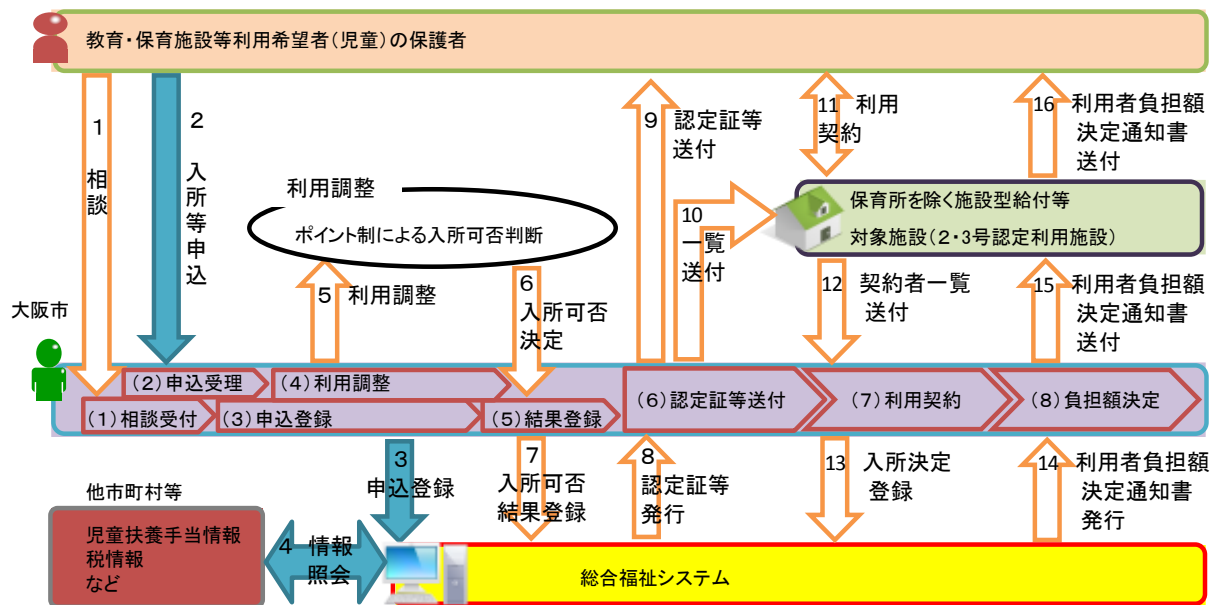 教育・保育施設等利用希望者(児童)の保護者
1
相
談
2
入
所
等
申
込
利用調整
ポイント制による入所可否判断
5 利用調整
6
入所可否
決定
9 認定証等
送付
10
一覧
送付
11 利用
契約
16 利用者負担額
決定通知書
送付
保育所を除く施設型給付等
対象施設(2・3号認定利用施設)
12 契約者一覧
送付
15 利用者負担額
決定通知書
送付
大阪市
(2)申込受理
(4)利用調整
(1)相談受付
(3)申込登録
(5)結果登録
(6)認定証等送付
(7)利用契約
(8)負担額決定
3
申込登録
7
入所可否
結果登録
8
認定証等
発行
13 入所決定
登録
14 利用者負担額
決定通知書
発行
他市町村等
児童扶養手当情報
税情報
など
4 情報
照会
総合福祉システム